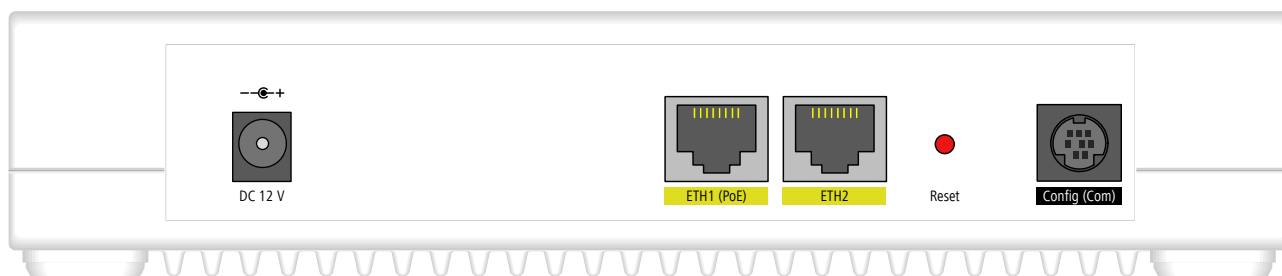 DC 12 V
ETH1 (PoE)
ETH2
Reset
Config (Com)